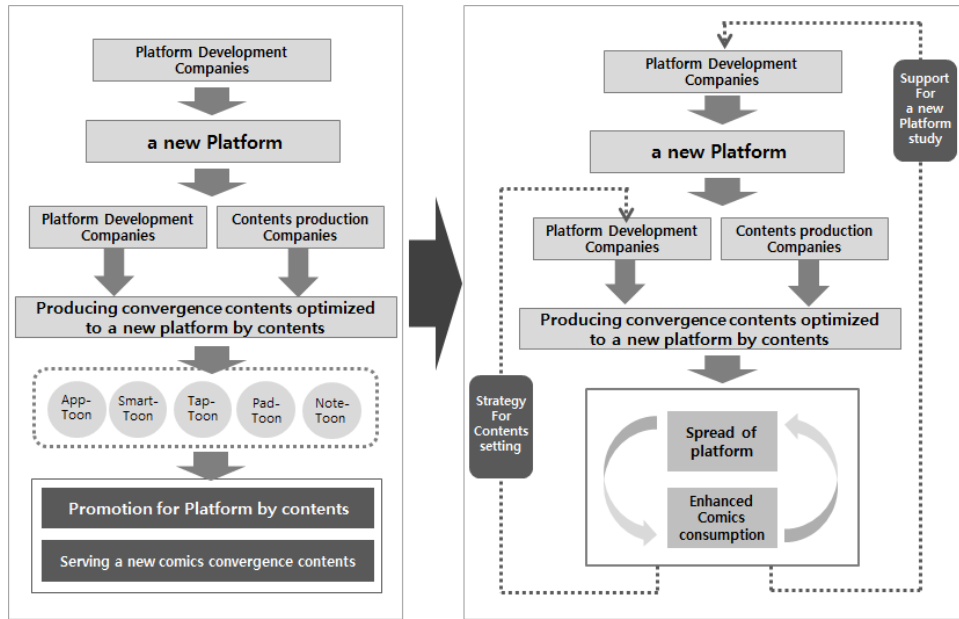 Platform Development
Companies
a new Platform
Platform Development
Companies
Contents production
Companies
Producing convergence contents optimized
to a new platform by contents
App-
Toon
Smart-
Toon
Tap-
Toon
Pad-
Toon
Note-
Toon
Promotion for Platform by contents
Serving a new comics convergence contents
Platform Development
Companies
Support
For
a new
Platform
study
a new Platform
Platform Development
Companies
Contents production
Companies
Producing convergence contents optimized
to a new platform by contents
Strategy
For
Contents
setting
Spread of
platform
Enhanced
Comics
consumption